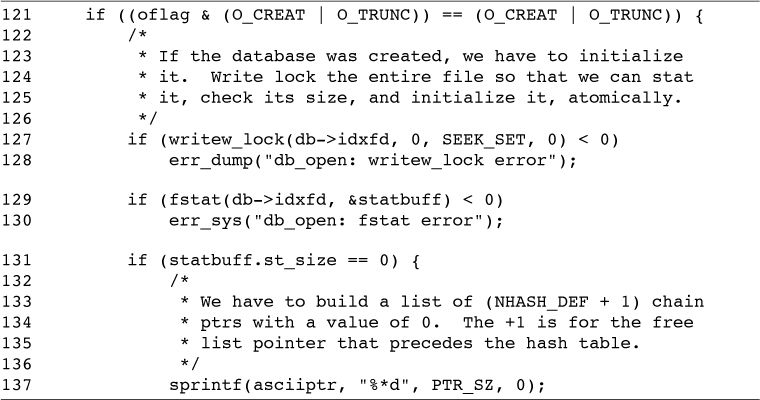 121     if ((oflag & (O_CREAT | O_TRUNC)) == (O_CREAT | O_TRUNC)) {
122         /*
123          * If the database was created, we have to initialize
124          * it.  Write lock the entire file so that we can stat
125          * it, check its size, and initialize it, atomically.
126          */
127         if (writew_lock(db->idxfd, 0, SEEK_SET, 0) < 0)
128             err_dump("db_open: writew_lock error");
129         if (fstat(db->idxfd, &statbuff) < 0)
130             err_sys("db_open: fstat error");
131         if (statbuff.st_size == 0) {
132             /*
133              * We have to build a list of (NHASH_DEF + 1) chain
134              * ptrs with a value of 0.  The +1 is for the free
135              * list pointer that precedes the hash table.
136              */
137             sprintf(asciiptr, "%*d", PTR_SZ, 0);